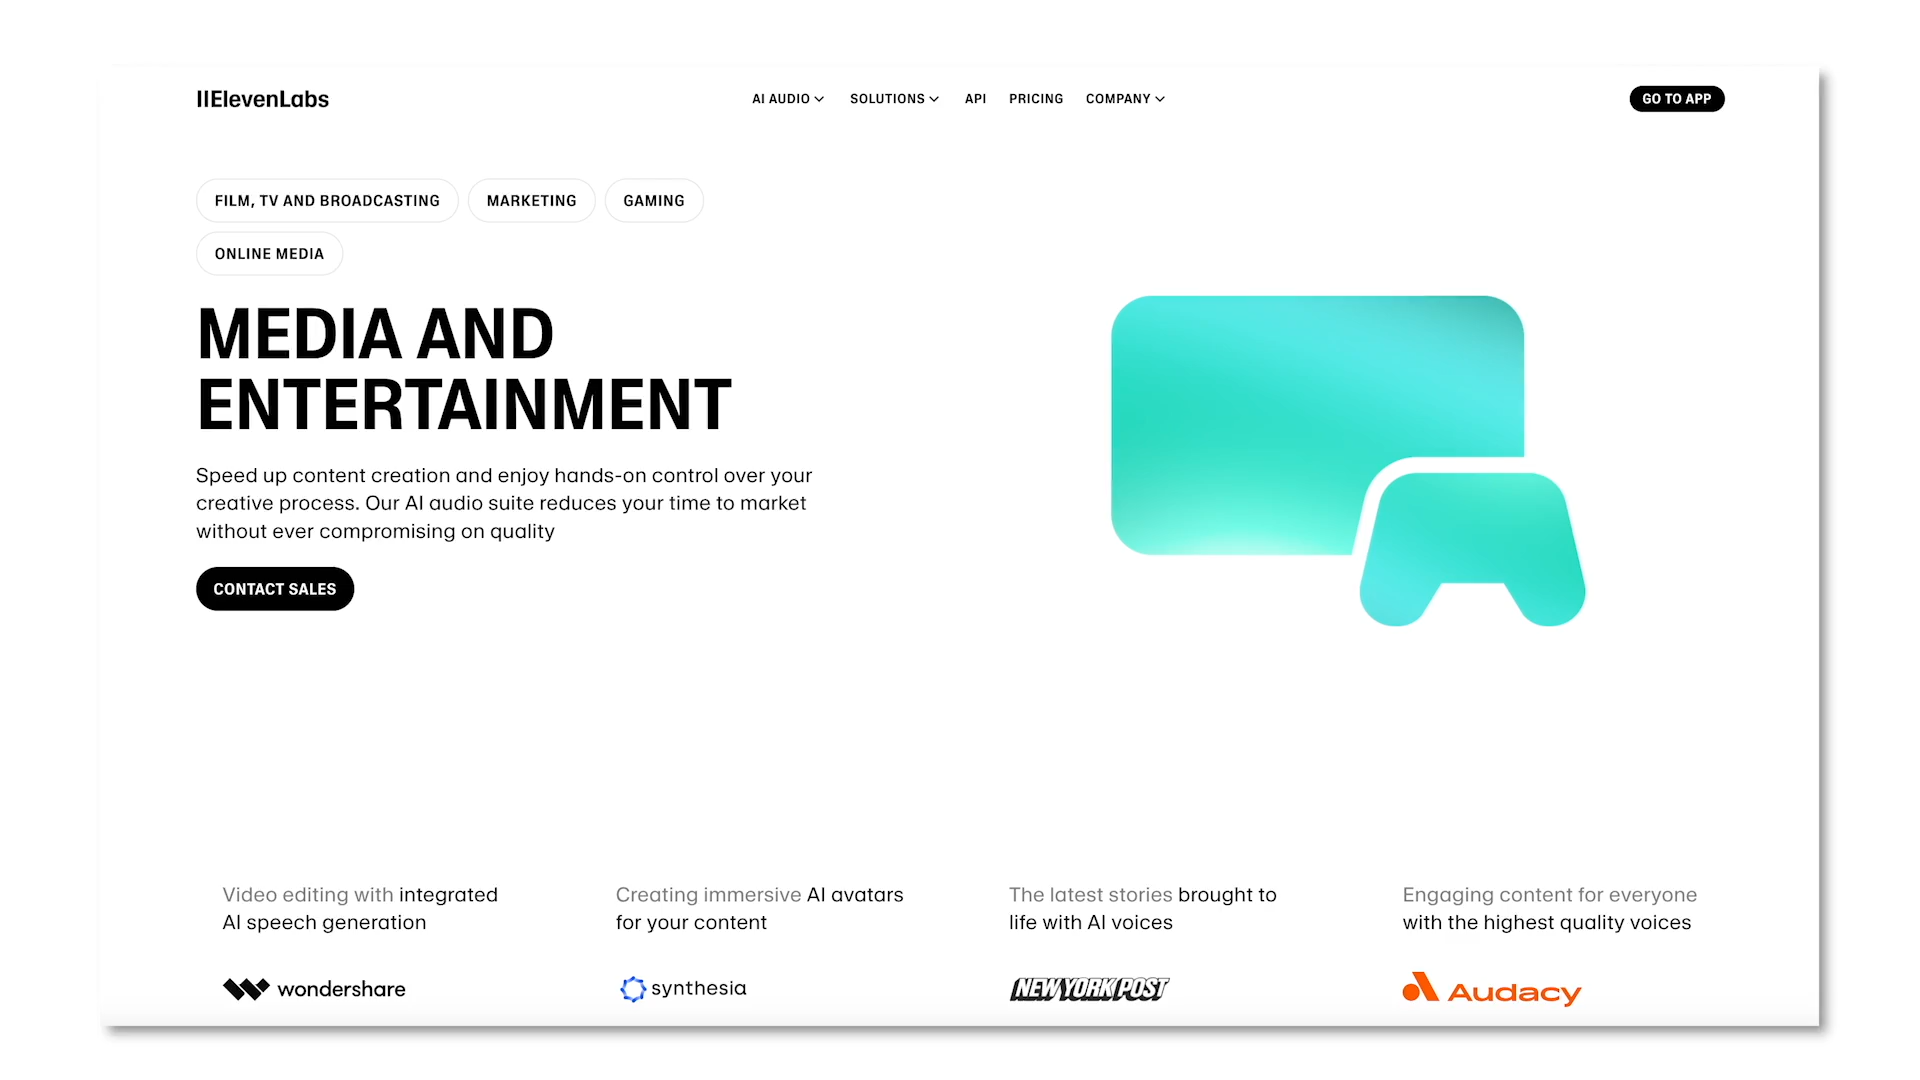 IIElevenLabs
AI AUDIO
SOLUTIONS
API
PRICING
COMPANY
GO TO APP
FILM, TV AND BROADCASTING
MARKETING
GAMING
ONLINE MEDIA
MEDIA AND
ENTERTAINMENT
Speed up content creation and enjoy hands-on control over your
creative process. Our AI audio suite reduces your time to market
without ever compromising on quality
CONTACT SALES
Video editing with integrated
AI speech generation
wondershare
Creating immersive AI avatars
for your content
synthesia
The latest stories brought to
life with AI voices
NEW YORK POST
Engaging content for everyone
with the highest quality voices
Audacy